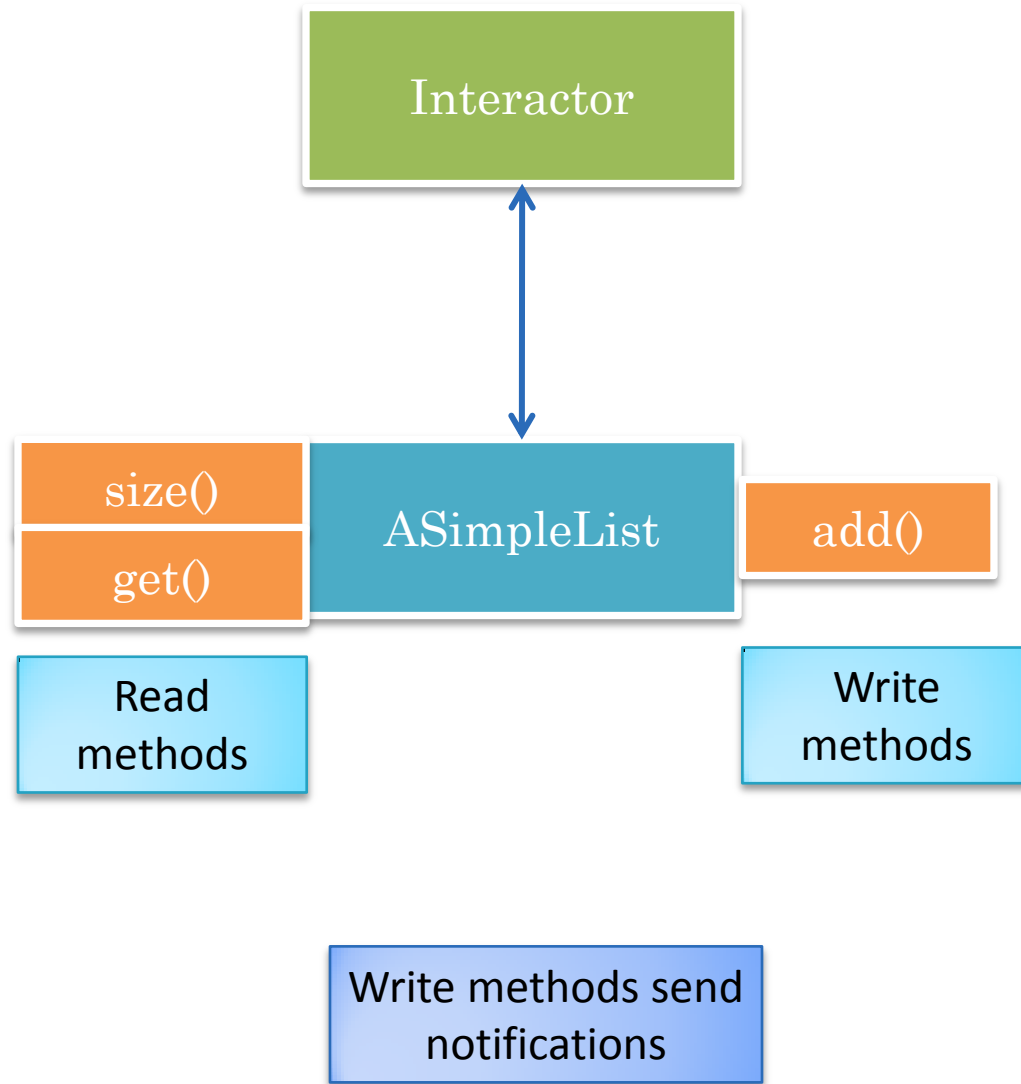 Interactor
size()
get()
ASimpleList
add()
Read
methods
Write
methods
Write methods send
notifications